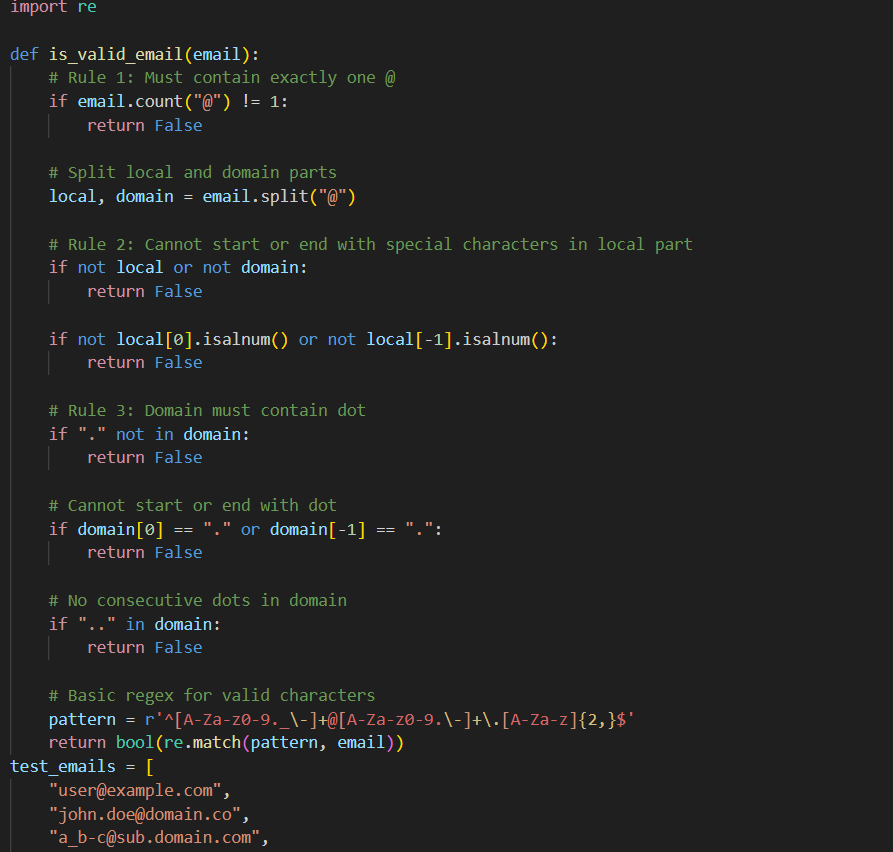 import re
def is_valid_email(email):
# Rule 1: Must contain exactly one @
if email.count("@") != 1:
return False
# Split local and domain parts
local, domain = email.split("@")
# Rule 2: Cannot start or end with special characters in local part
if not local or not domain:
return False
if not local[0].isalnum() or not local[-1].isalnum():
return False
# Rule 3: Domain must contain dot
if "." not in domain:
return False
# Cannot start or end with dot
if domain[0] == "." or domain[-1] == ".":
return False
# No consecutive dots in domain
if ".." in domain:
return False
# Basic regex for valid characters
pattern = r'^[A-Za-z0-9._\-]+@[A-Za-z0-9.\-]+\.[A-Za-z]{2,}$'
return bool(re.match(pattern, email))
test_emails = [
"user@example.com",
"john.doe@domain.co",
"a_b-c@sub.domain.com",